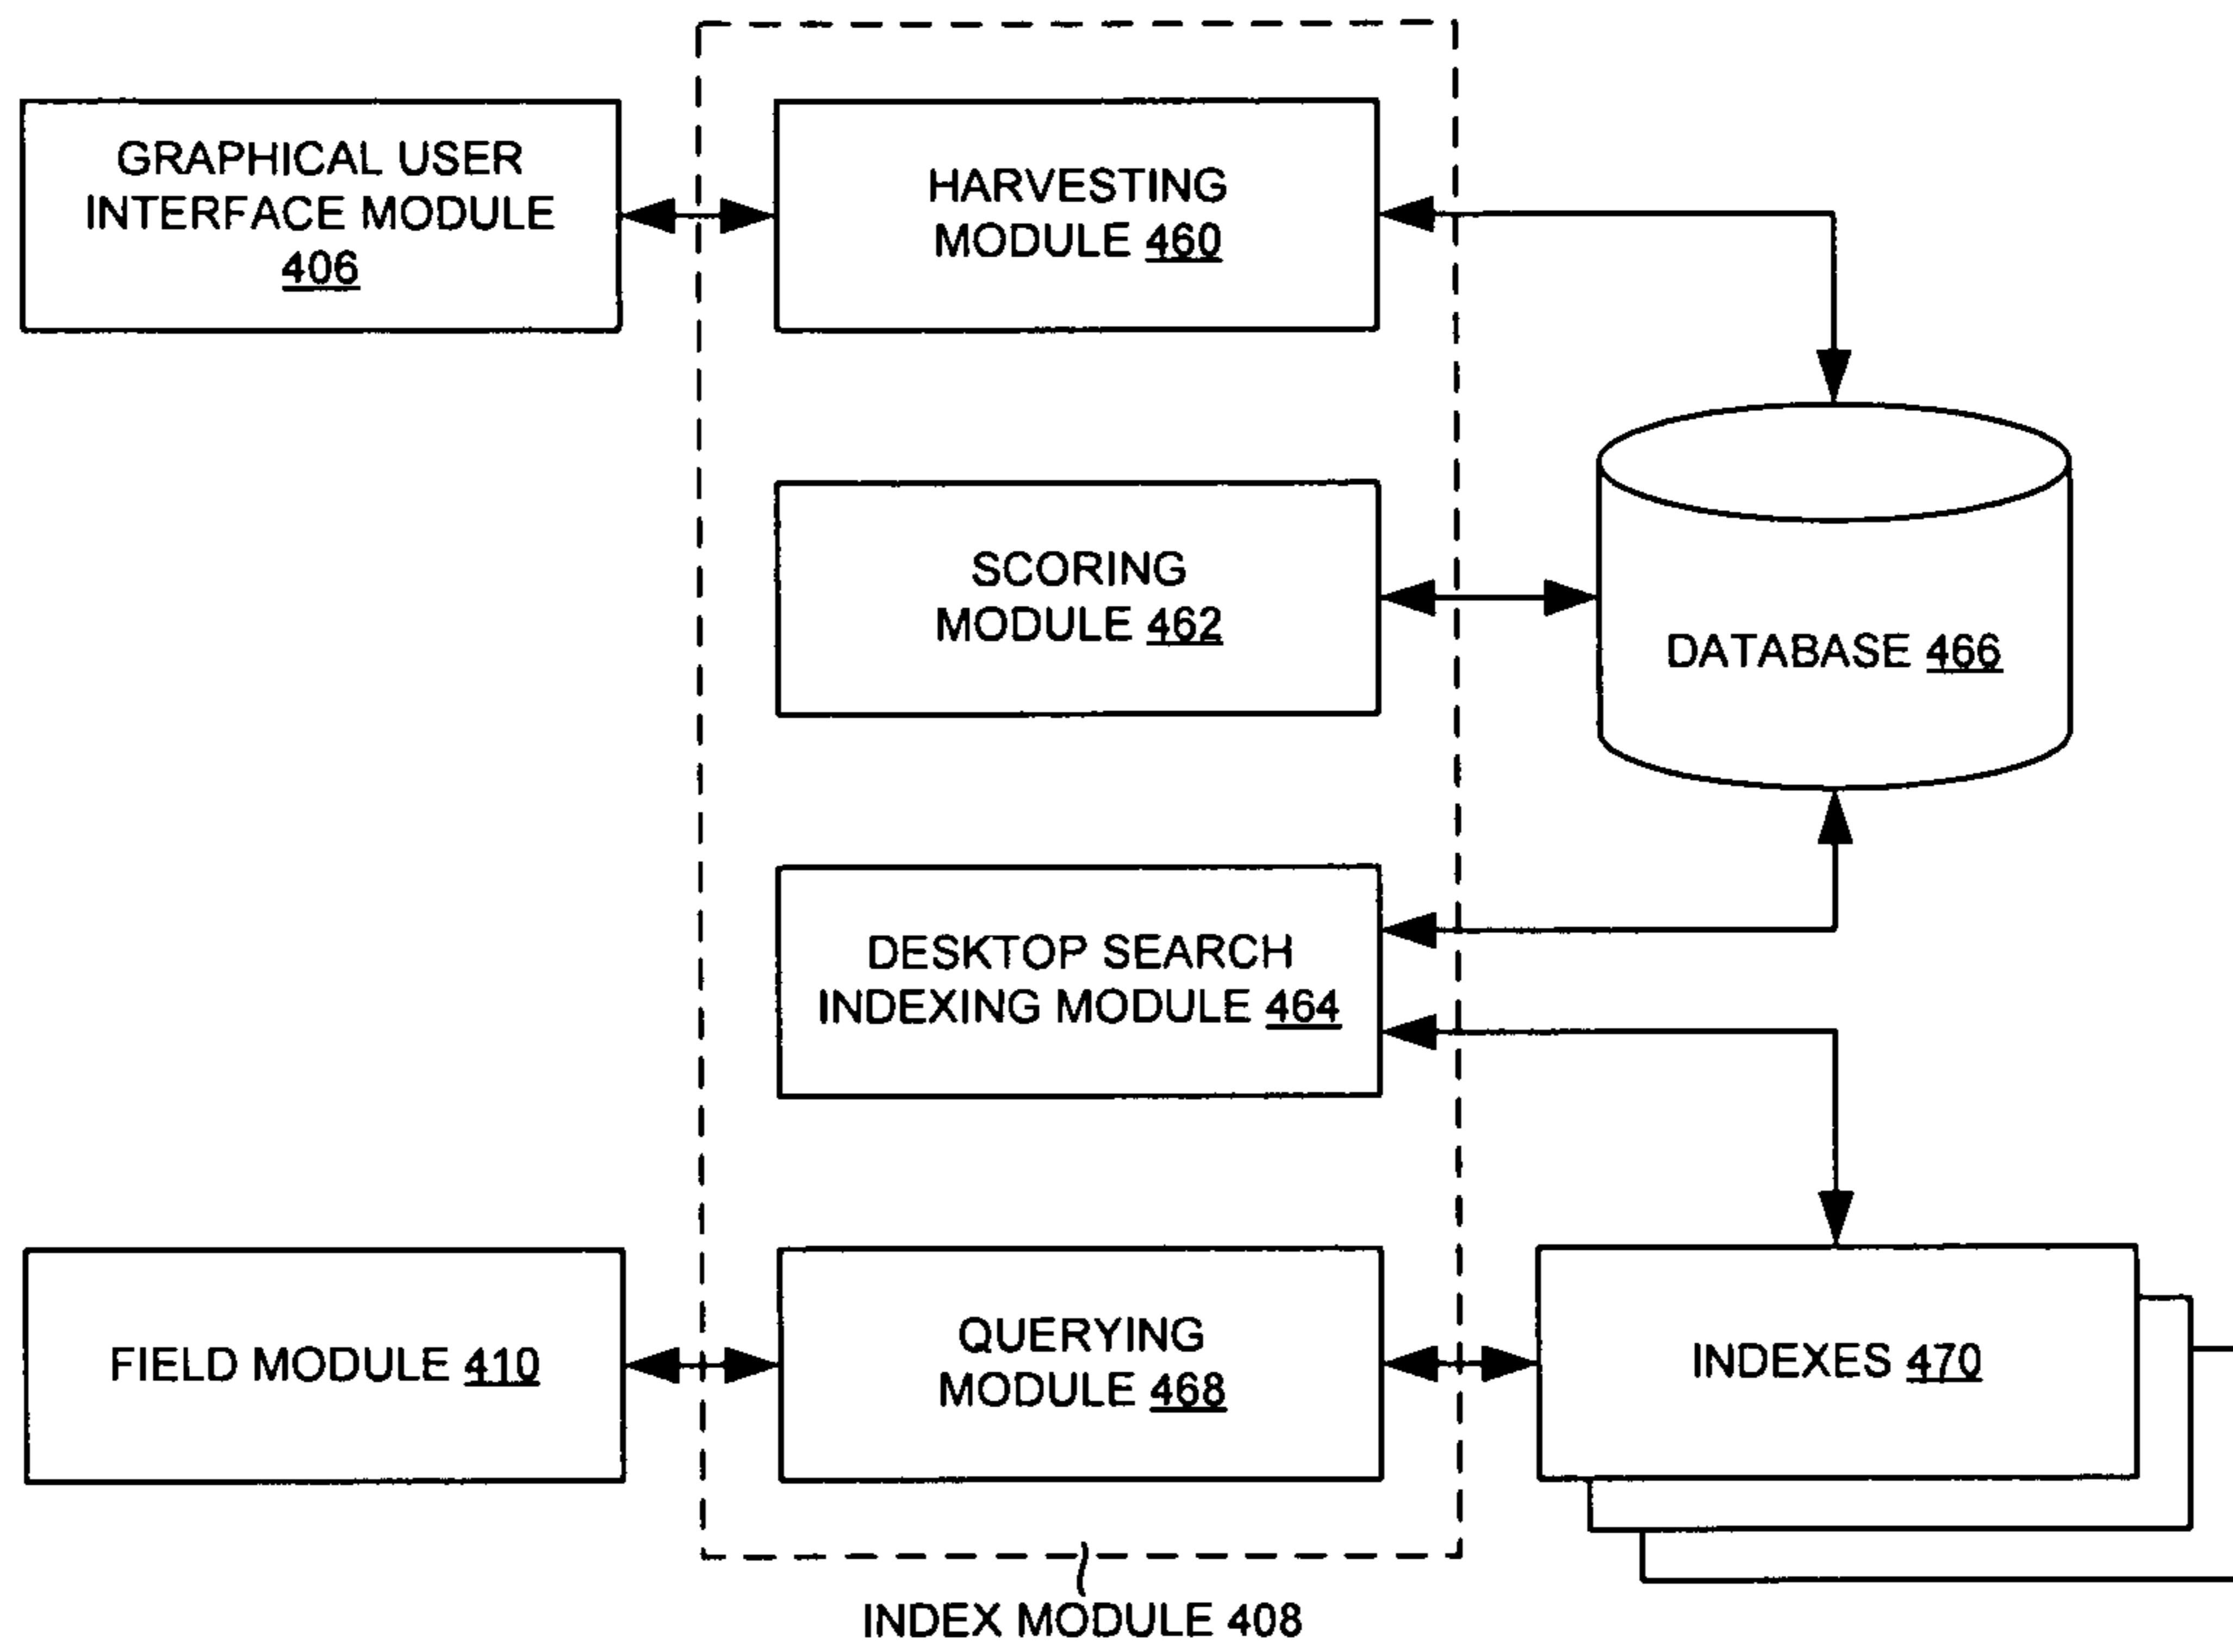 GRAPHICAL USER
INTERFACE MODULE
406
HARVESTING
MODULE 460
SCORING
MODULE 462
DATABASE 466
DESKTOP SEARCH
INDEXING MODULE 464
FIELD MODULE 410
QUERYING
MODULE 468
INDEXES 470
INDEX MODULE 408